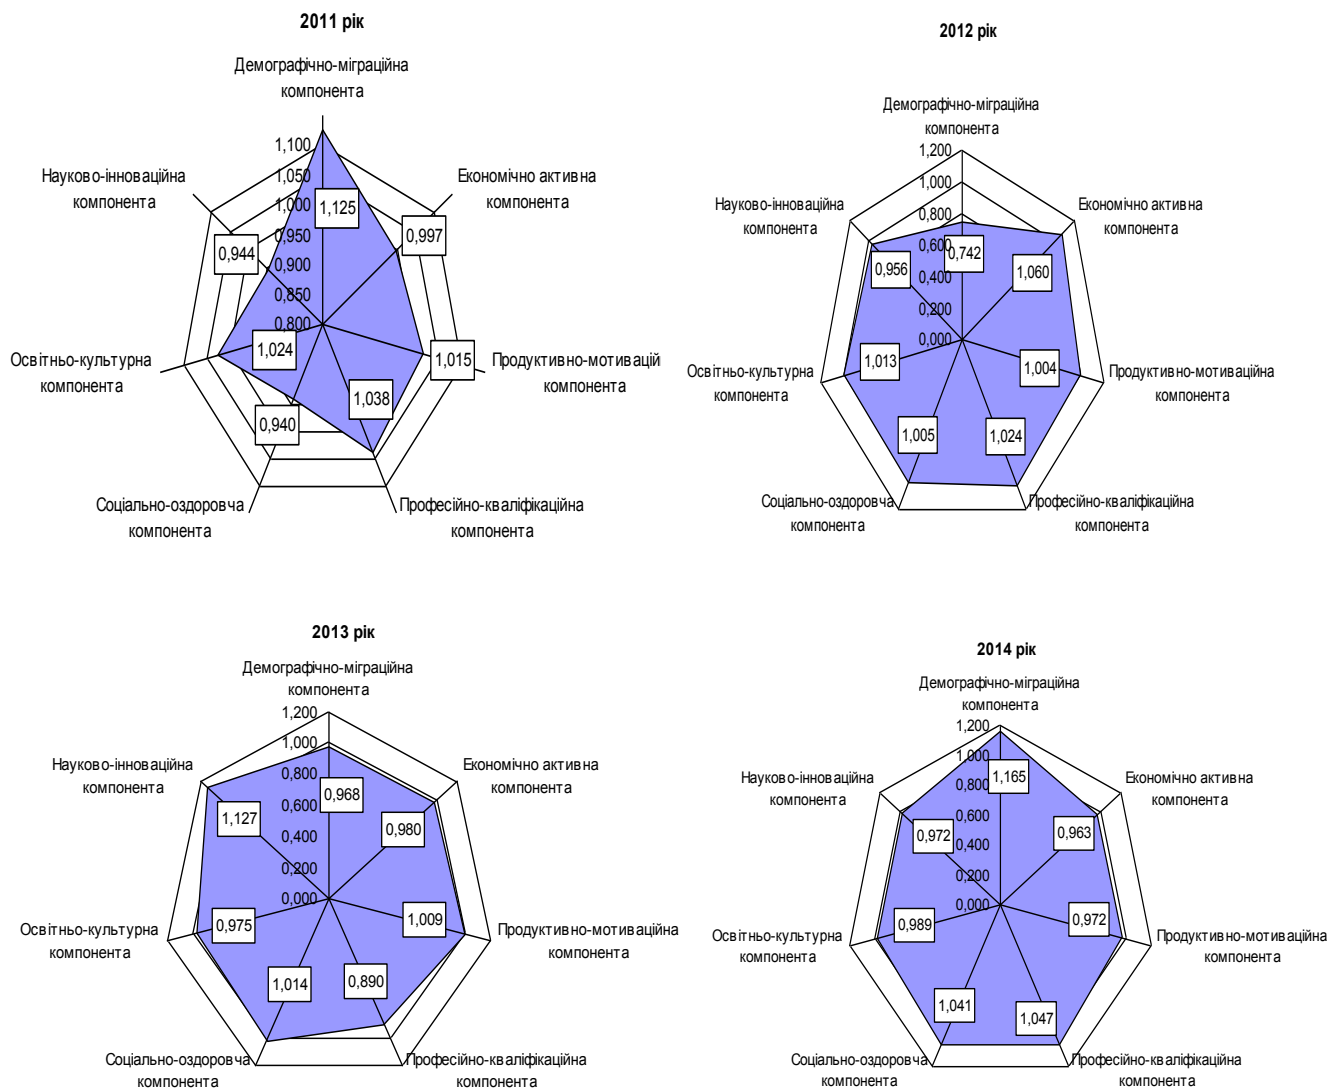 2011 рік
Демографічно-міграційна
компонента
1,100
1,050
1,000
0,950
0,900
0,850
0,800
Науково-інноваційна
компонента
Економічно активна
компонента
1,125
0,997
0,944
1,024
1,015
Освітньо-культурна
компонента
Продуктивно-мотивацій
компонента
1,038
0,940
Соціально-оздоровча
компонента
Професійно-кваліфікаційна
компонента
2012 рік
Демографічно-міграційна
компонента
1,200
1,000
0,800
0,600
0,400
0,200
0,000
Науково-інноваційна
компонента
Економічно активна
компонента
0,742
0,956
1,060
1,013
1,004
Освітньо-культурна
компонента
Продуктивно-мотиваційна
компонента
1,005
1,024
Соціально-оздоровча
компонента
Професійно-кваліфікаційна
компонента
2013 рік
Демографічно-міграційна
компонента
1,200
1,000
0,800
0,600
0,400
0,200
0,000
Науково-інноваційна
компонента
Економічно активна
компонента
0,968
1,127
0,980
0,975
1,009
Освітньо-культурна
компонента
Продуктивно-мотиваційна
компонента
1,014
0,890
Соціально-оздоровча
компонента
Професійно-кваліфікаційна
компонента
2014 рік
Демографічно-міграційна
компонента
1,200
1,000
0,800
0,600
0,400
0,200
0,000
Науково-інноваційна
компонента
Економічно активна
компонента
1,165
0,972
0,963
0,989
0,972
Освітньо-культурна
компонента
Продуктивно-мотиваційна
компонента
1,041
1,047
Соціально-оздоровча
компонента
Професійно-кваліфікаційна
компонента